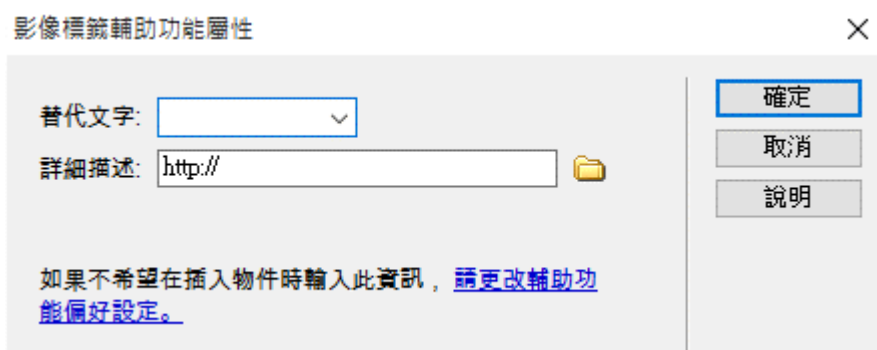 影像標籤輔助功能屬性
替代文字:
詳細描述: http://
確定
取消
說明
如果不希望在插入物件時輸入此資訊，請更改輔助功
能偏好設定。